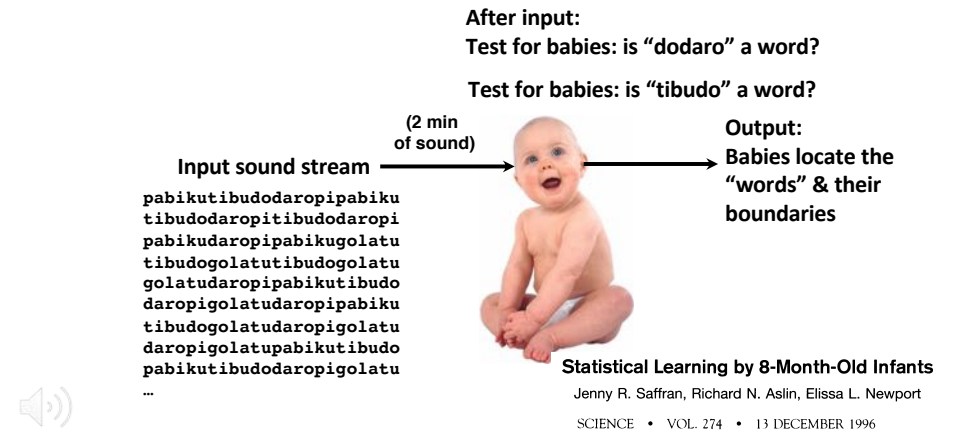 After input:
Test for babies: is “dodaro” a word?
Test for babies: is “tibudo” a word?
(2 min
of sound)
Input sound stream
pabikutibudodaropipabiku
tibudodaropitibudodaropi
pabikudaropipabikugolatu
tibudogolatutibudogolatu
golatudaropipabikutibudo
daropigolatudaropipabiku
tibudogolatudaropigolatu
daropigolatupabikutibudo
pabikutibudodaropigolatu
…
Output:
Babies locate the
“words” & their
boundaries
Statistical Learning by 8-Month-Old Infants
Jenny R. Saffran, Richard N. Aslin, Elissa L. Newport
SCIENCE • VOL. 274 • 13 DECEMBER 1996